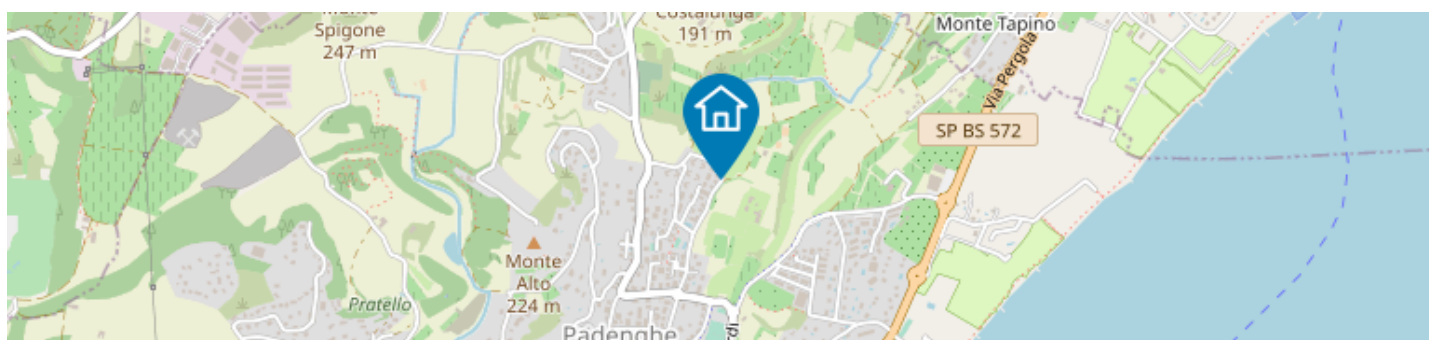 Monte
Spigone
247 m
Costalunga
191 m
Monte Tapino
Via Pergola
SP BS 572
Monte
Alto
224 m
Pratello
Padenghe